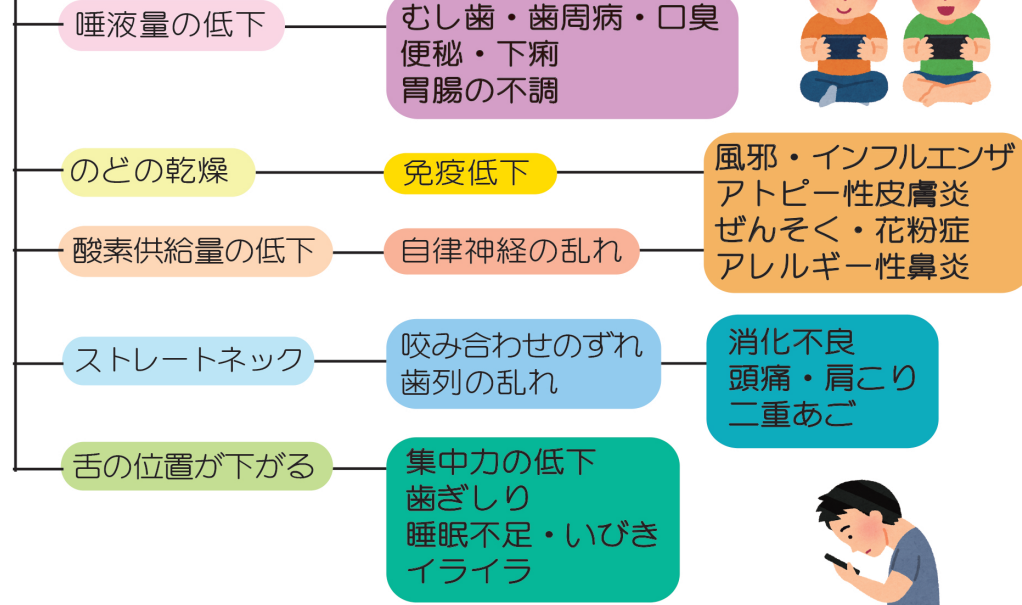 唾液量の低下
むし歯・歯周病・口臭
便秘・下痢
胃腸の不調
のどの乾燥
免疫低下
風邪・インフルエンザ
アトピー性皮膚炎
ぜんそく・花粉症
アレルギー性鼻炎
酸素供給量の低下
自律神経の乱れ
ストレートネック
咬み合わせのずれ
歯列の乱れ
消化不良
頭痛・肩こり
二重あご
舌の位置が下がる
集中力の低下
歯ぎしり
睡眠不足・いびき
イライラ